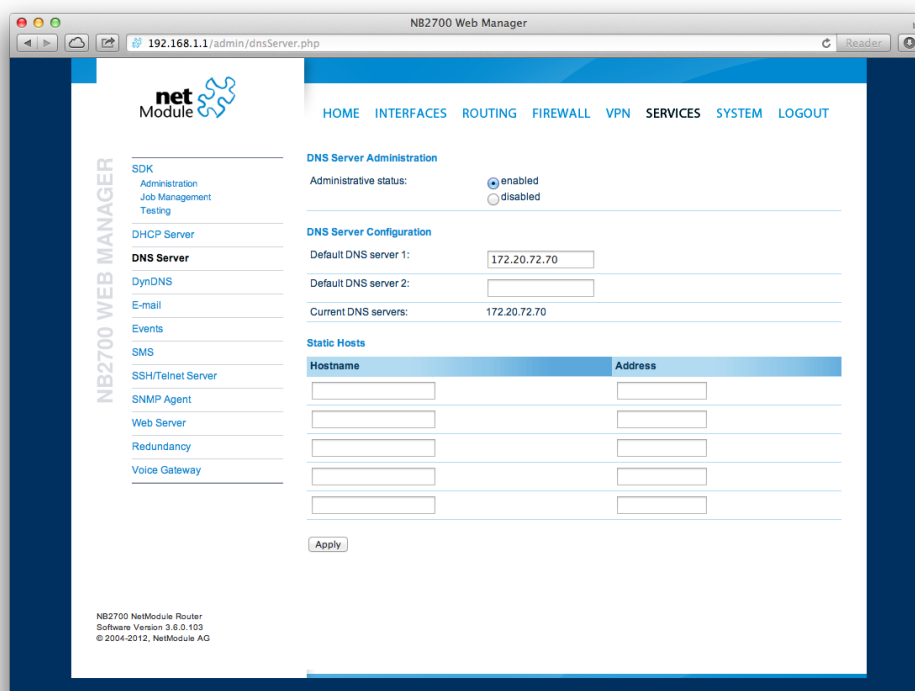 NB2700 Web Manager
192.168.1.1/admin/dnsServer.php
Reader
net
Module
HOME INTERFACES ROUTING FIREWALL VPN SERVICES SYSTEM LOGOUT
NB2700 WEB MANAGER
SDK
Administration
Job Management
Testing
DHCP Server
DNS Server
DynDNS
E-mail
Events
SMS
SSH/Telnet Server
SNMP Agent
Web Server
Redundancy
Voice Gateway
DNS Server Administration
Administrative status: enabled
disabled
DNS Server Configuration
Default DNS server 1: 172.20.72.70
Default DNS server 2:
Current DNS servers: 172.20.72.70
Static Hosts
Hostname Address
Apply
NB2700 NetModule Router
Software Version 3.6.0.103
© 2004-2012, NetModule AG